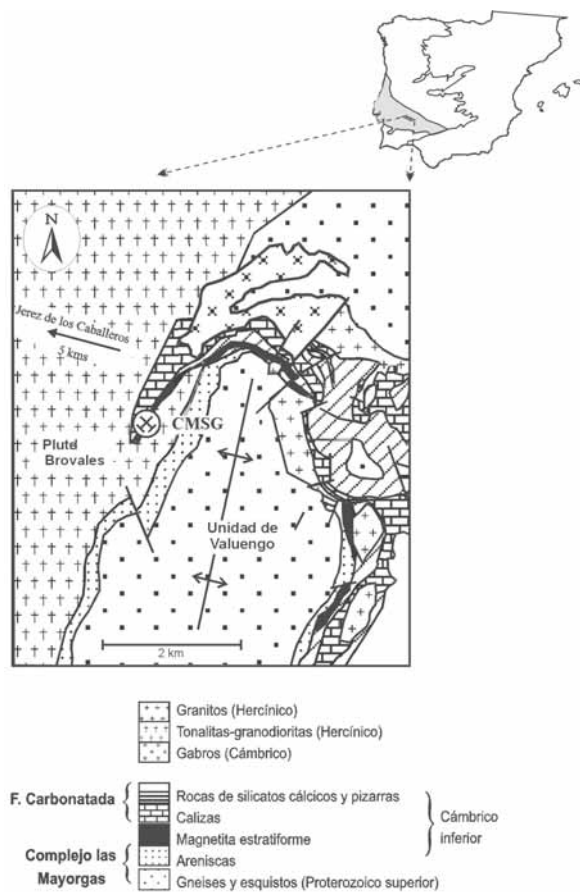 N
Jerez de los Caballeros
5 kms
CMSG
Pluto
Brovales
Unidad de
Valuengo
2 km
Granitos (Hercínico)
Tonalitas-granodioritas (Hercínico)
Gabros (Cámbrico)
F. Carbonatada
Rocas de silicatos cálcicos y pizarras
Calizas
Magnetita estratiforme
Cámbrico
inferior
Complejo las
Mayorgas
Areniscas
Gneises y esquistos (Proterozoico superior)